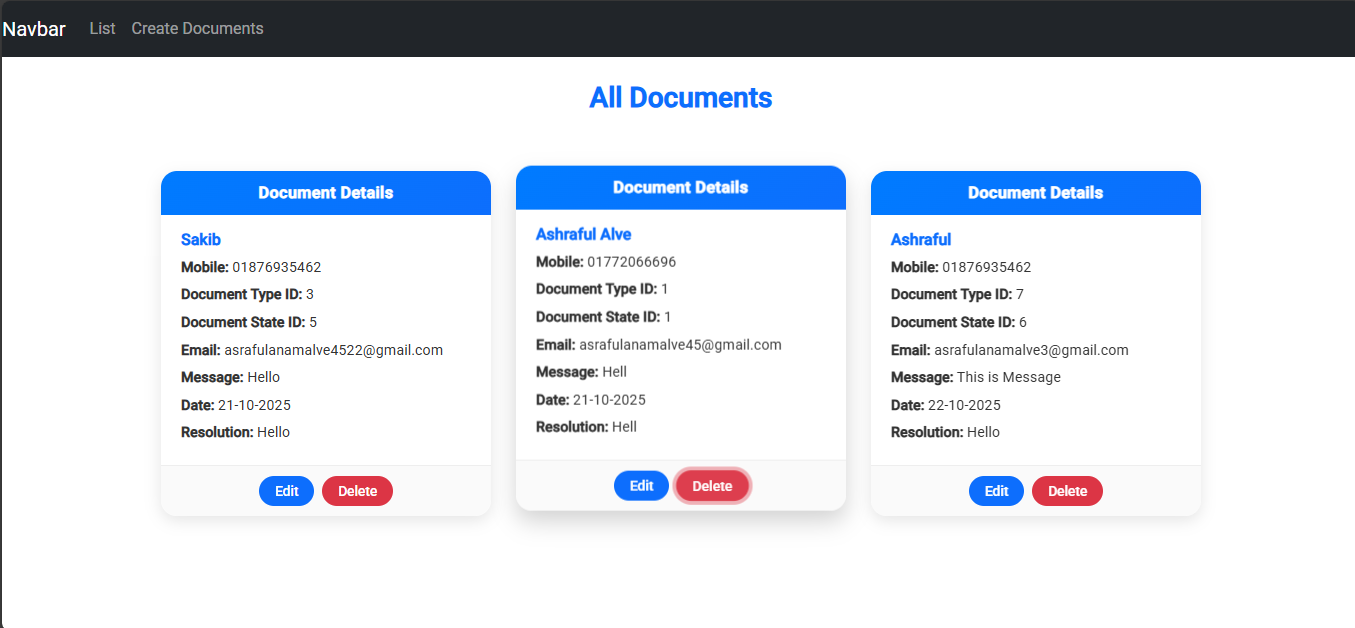 Navbar List Create Documents
All Documents
Document Details
Sakib
Mobile: 01876935462
Document Type ID: 3
Document State ID: 5
Email: asrafulanamalve4522@gmail.com
Message: Hello
Date: 21-10-2025
Resolution: Hello
Edit Delete
Document Details
Ashraful Alve
Mobile: 01772066696
Document Type ID: 1
Document State ID: 1
Email: asrafulanamalve45@gmail.com
Message: Hell
Date: 21-10-2025
Resolution: Hell
Edit Delete
Document Details
Ashraful
Mobile: 01876935462
Document Type ID: 7
Document State ID: 6
Email: asrafulanamalve3@gmail.com
Message: This is Message
Date: 22-10-2025
Resolution: Hello
Edit Delete